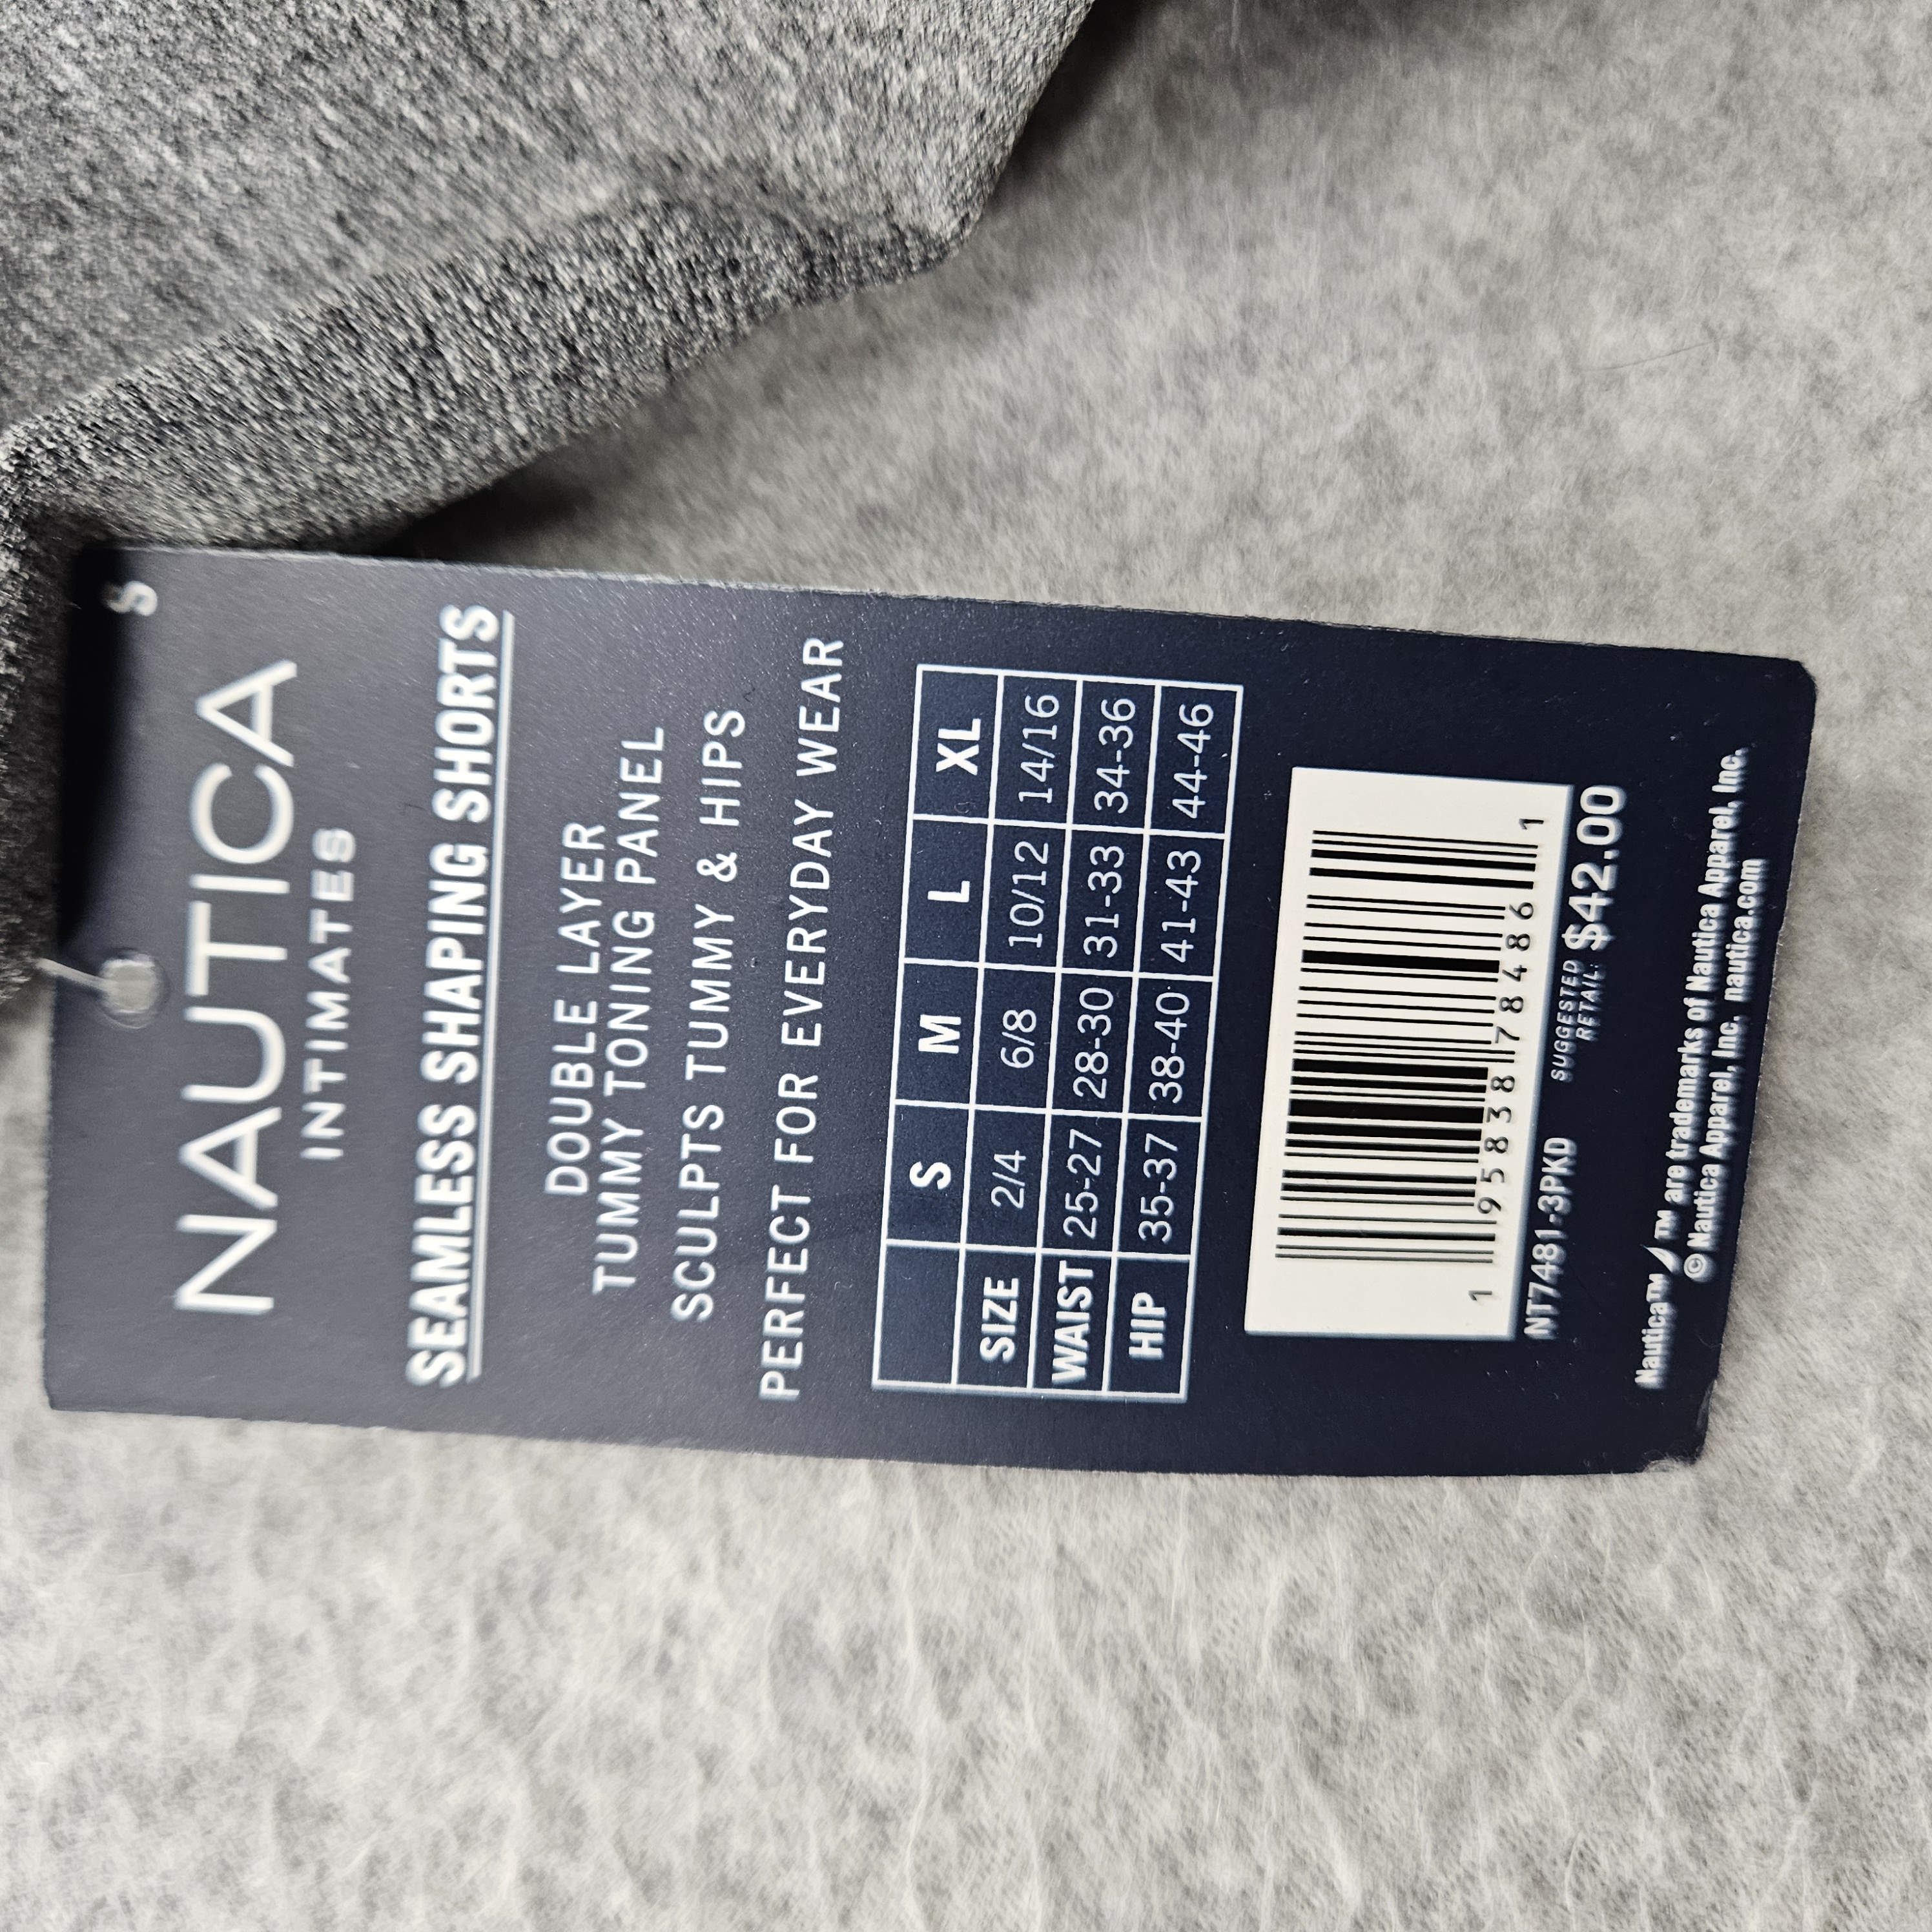 S
NAUTICA
INTIMATES
SEAMLESS SHAPING SHORTS
DOUBLE LAYER
TUMMY TONING PANEL
SCULPTS TUMMY & HIPS
PERFECT FOR EVERYDAY WEAR
S M L XL
SIZE 2/4 6/8 10/12 14/16
WAIST 25-27 28-30 31-33 34-36
HIP 35-37 38-40 41-43 44-46
1 95838 78486 1
NT7481-3PKD SUGGESTED RETAIL: $42.00
Nautica™ ™ are trademarks of Nautica Apparel, Inc.
© Nautica Apparel, Inc. nautica.com